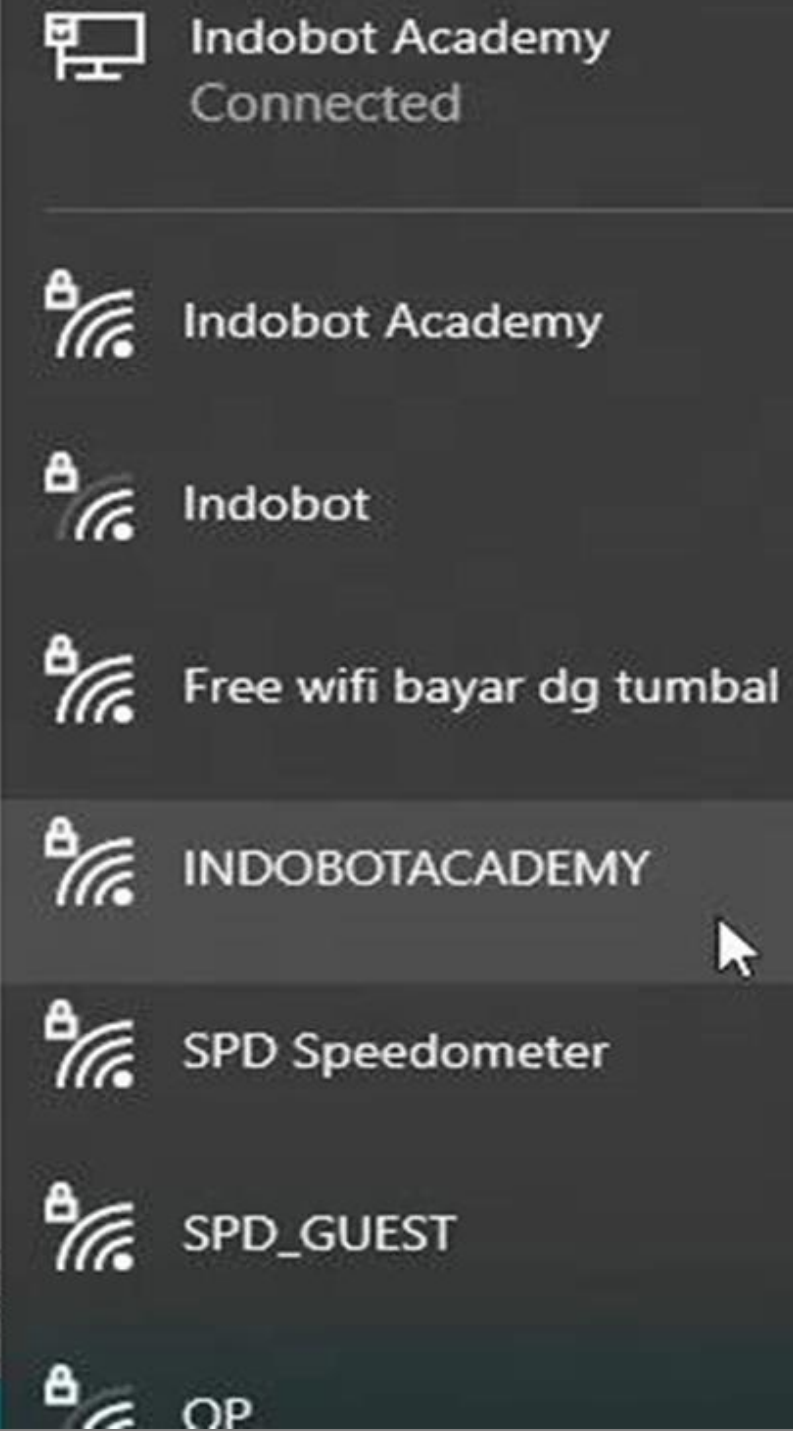 Indobot Academy
Connected
Indobot Academy
Indobot
Free wifi bayar dg tumbal
INDOBOTACADEMY
SPD Speedometer
SPD_GUEST
OP